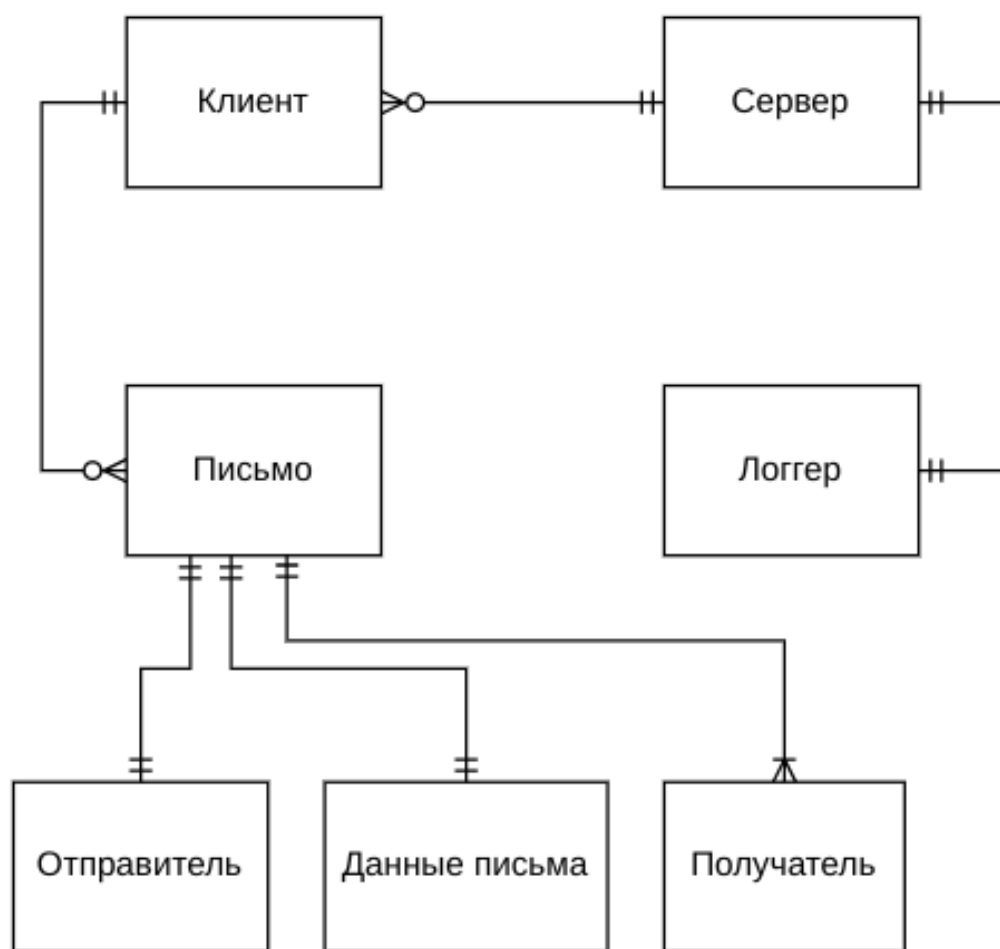 Клиент
Сервер
Письмо
Логгер
Отправитель
Данные письма
Получатель